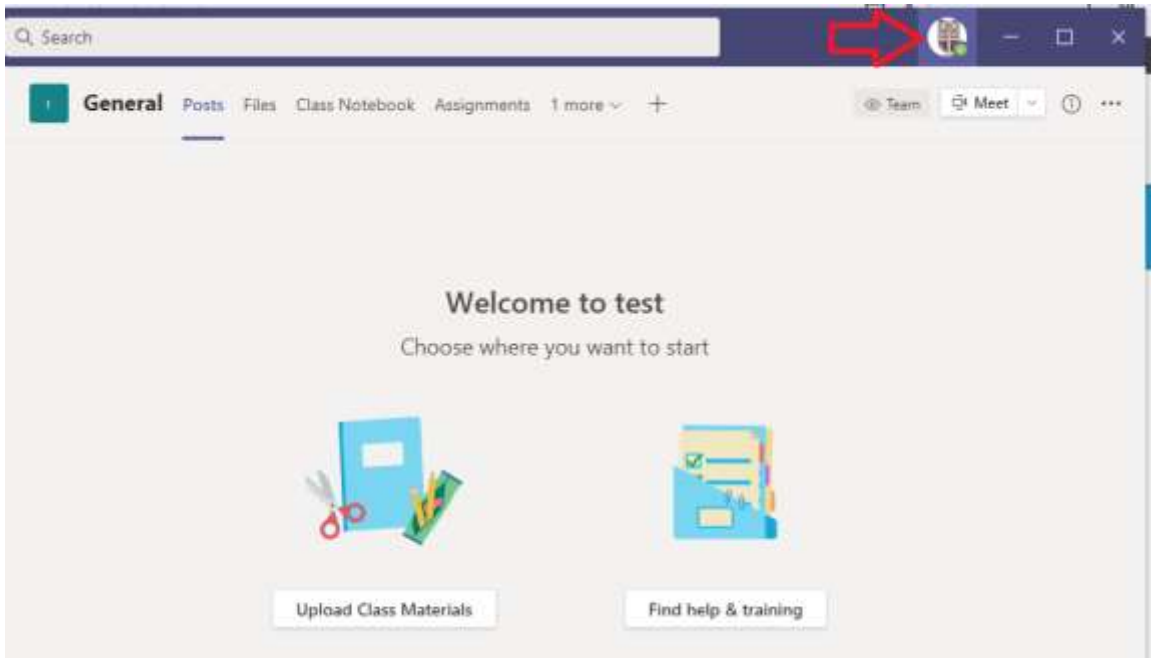 Search
General Posts Files Class Notebook Assignments 1 more Team Meet
Welcome to test
Choose where you want to start
Upload Class Materials Find help & training